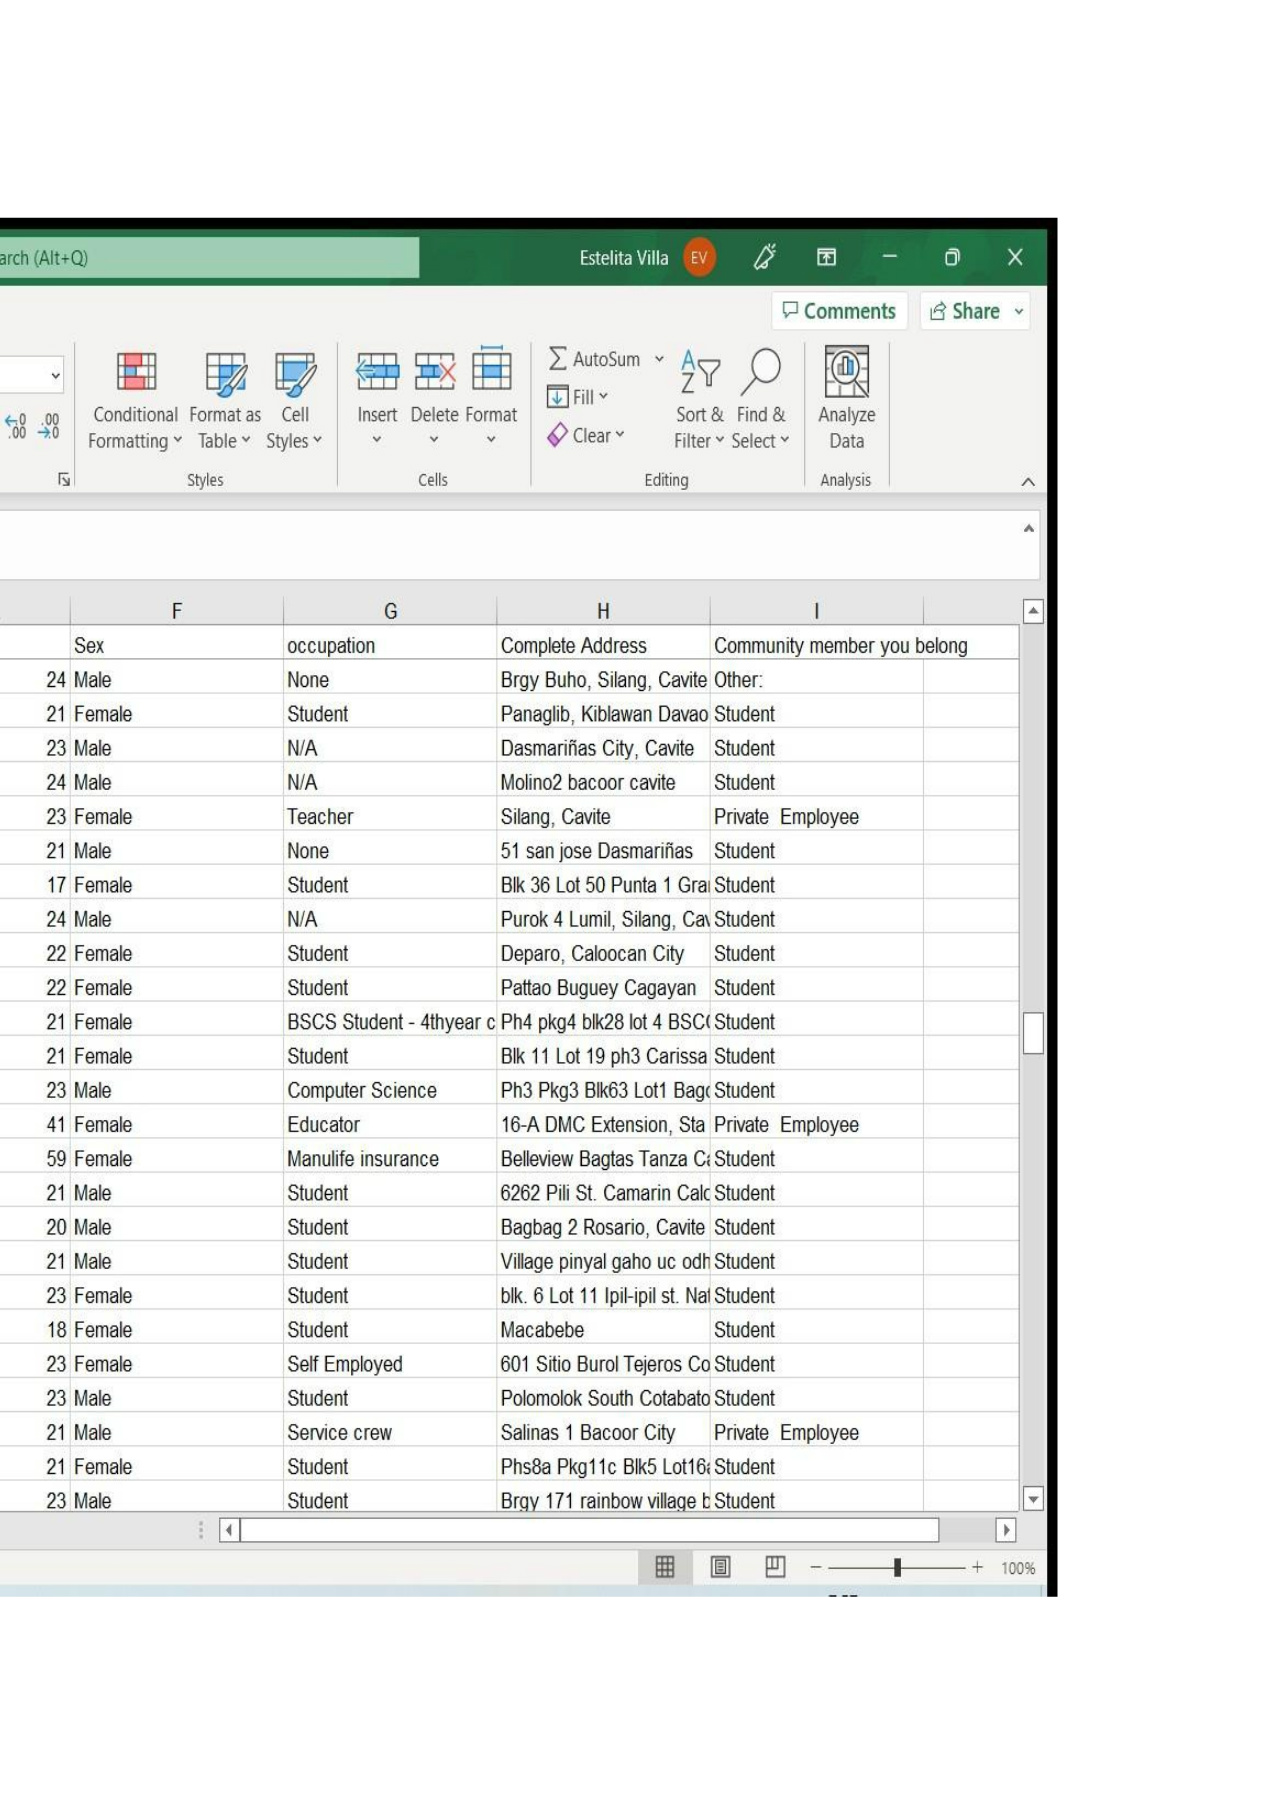 arch (Alt+Q) Estelita Villa EV
Comments Share
Conditional Formatting Format as Table Cell Styles Insert Delete Format AutoSum Fill Clear Sort & Filter Find & Select Analyze Data
Styles Cells Editing Analysis
F G H I
Sex occupation Complete Address Community member you belong
24 Male None Brgy Buho, Silang, Cavite Other:
21 Female Student Panaglib, Kiblawan Davao Student
23 Male N/A Dasmariñas City, Cavite Student
24 Male N/A Molino2 bacoor cavite Student
23 Female Teacher Silang, Cavite Private Employee
21 Male None 51 san jose Dasmariñas Student
17 Female Student Blk 36 Lot 50 Punta 1 Gra Student
24 Male N/A Purok 4 Lumil, Silang, Cav Student
22 Female Student Deparo, Caloocan City Student
22 Female Student Pattao Buguey Cagayan Student
21 Female BSCS Student - 4thyear c Ph4 pkg4 blk28 lot 4 BSCC Student
21 Female Student Blk 11 Lot 19 ph3 Carissa Student
23 Male Computer Science Ph3 Pkg3 Blk63 Lot1 Bago Student
41 Female Educator 16-A DMC Extension, Sta Private Employee
59 Female Manulife insurance Belleview Bagtas Tanza Ca Student
21 Male Student 6262 Pili St. Camarin Calo Student
20 Male Student Bagbag 2 Rosario, Cavite Student
21 Male Student Village pinyal gaho uc odh Student
23 Female Student blk. 6 Lot 11 Ipil-ipil st. Nat Student
18 Female Student Macabebe Student
23 Female Self Employed 601 Sitio Burol Tejeros Co Student
23 Male Student Polomolok South Cotabato Student
21 Male Service crew Salinas 1 Bacoor City Private Employee
21 Female Student Phs8a Pkg11c Blk5 Lot16a Student
23 Male Student Brgy 171 rainbow village b Student
100%